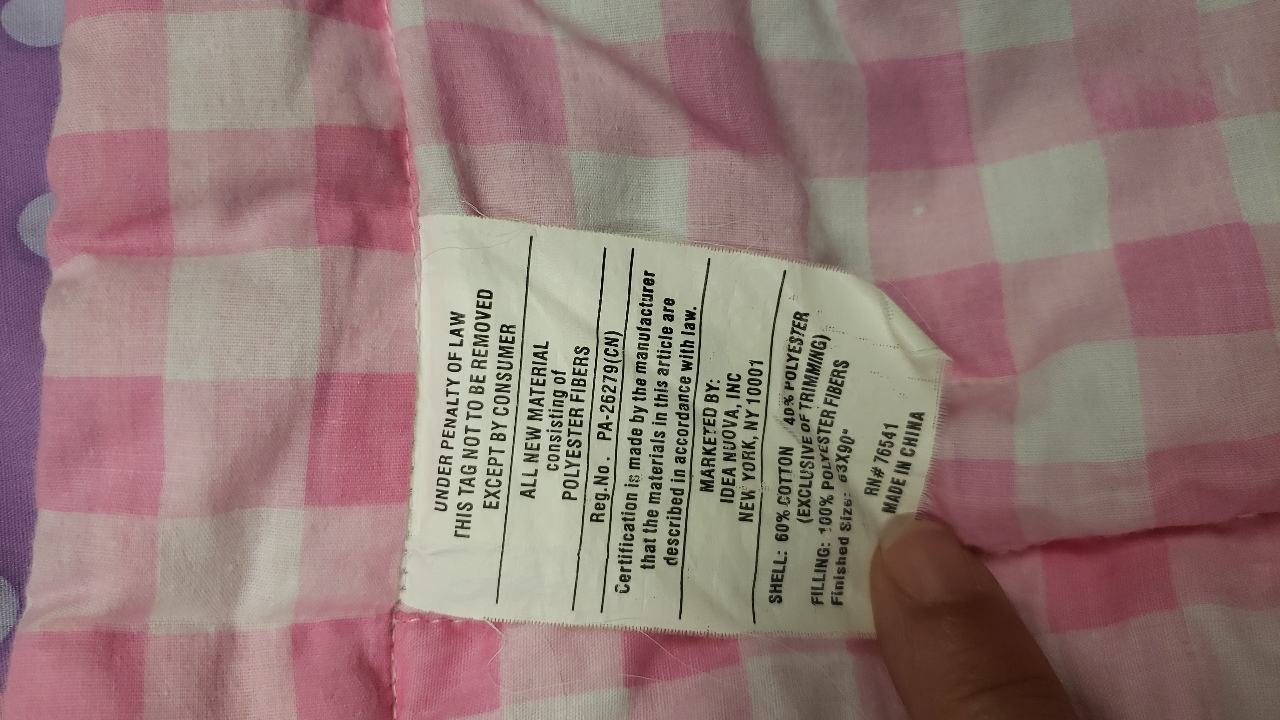 UNDER PENALTY OF LAW
THIS TAG NOT TO BE REMOVED
EXCEPT BY CONSUMER
ALL NEW MATERIAL
consisting of
POLYESTER FIBERS
Reg.No. PA-26279(CN)
Certification is made by the manufacturer
that the materials in this article are
described in accordance with law.
MARKETED BY:
IDEA NUOVA, INC
NEW YORK, NY 10001
SHELL: 60% COTTON 40% POLYESTER
(EXCLUSIVE OF TRIMMING)
FILLING: 100% POLYESTER FIBERS
Finished Size: 63X90"
RN# 76541
MADE IN CHINA